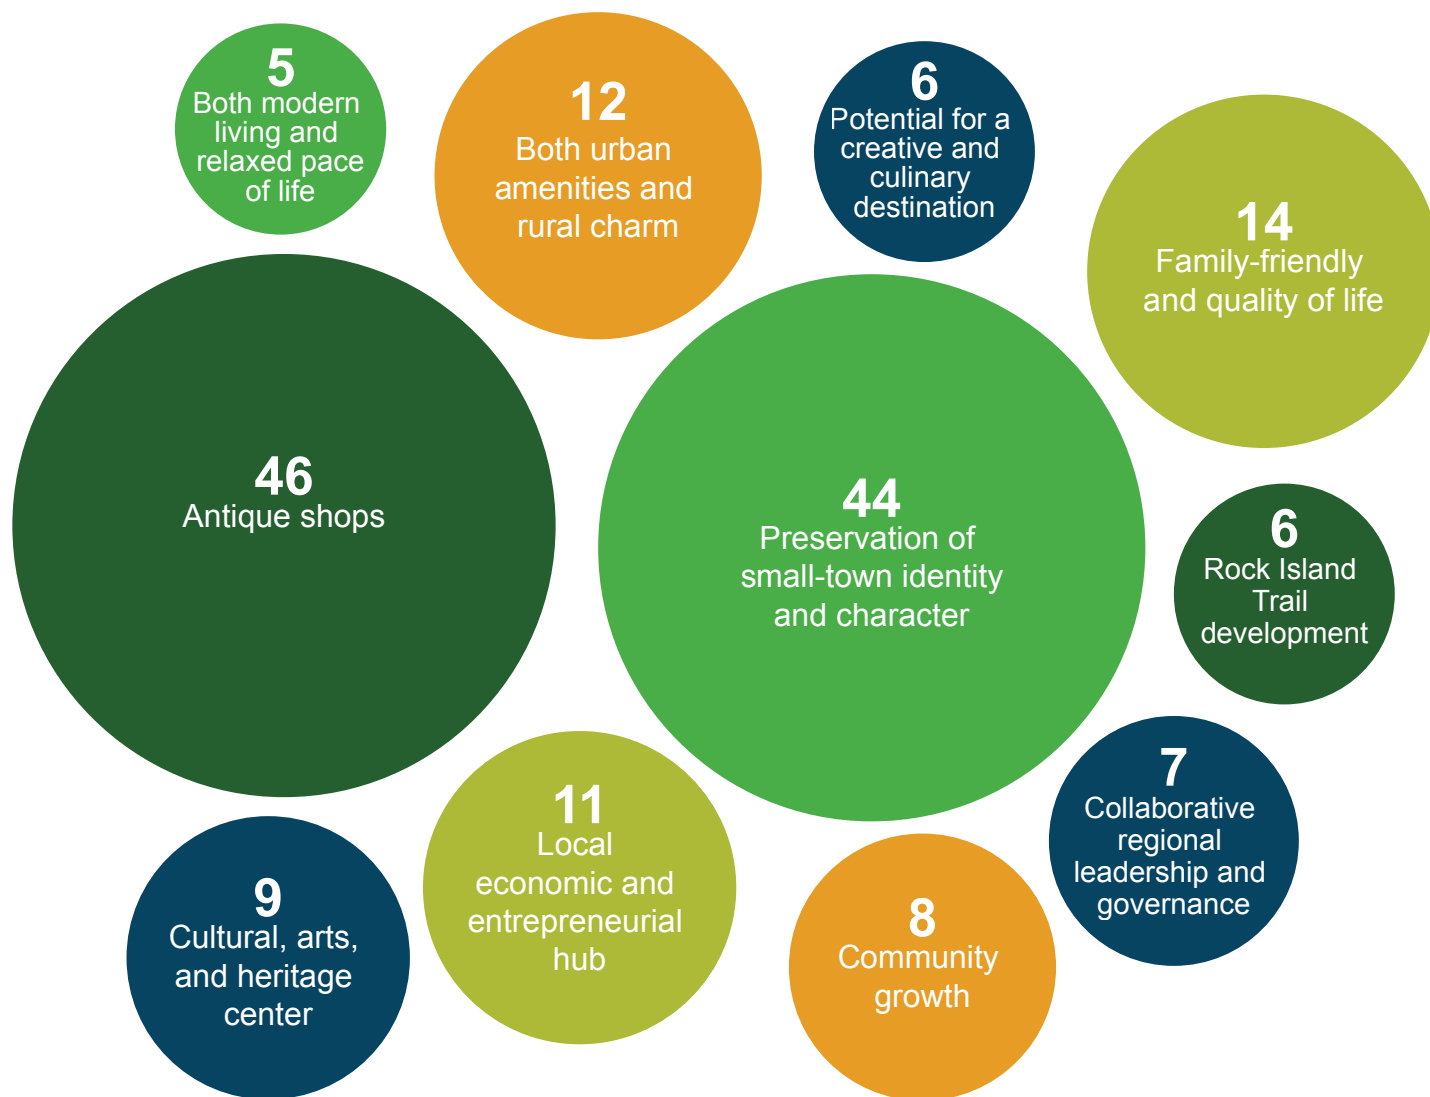 5
Both modern
living and
relaxed pace
of life
12
Both urban
amenities and
rural charm
6
Potential for a
creative and
culinary
destination
14
Family-friendly
and quality of life
46
Antique shops
44
Preservation of
small-town identity
and character
6
Rock Island
Trail
development
7
Collaborative
regional
leadership and
governance
11
Local
economic and
entrepreneurial
hub
9
Cultural, arts,
and heritage
center
8
Community
growth